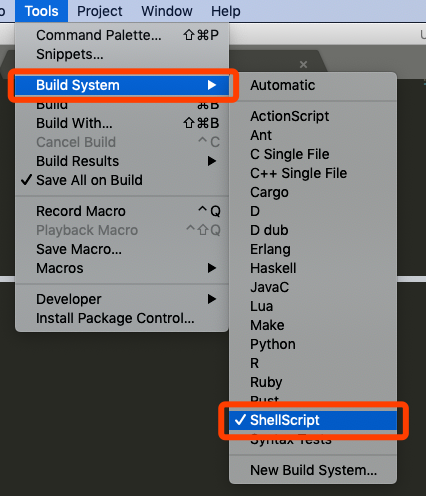 Tools Project Window Help
Command Palette... ⇧⌘P
Snippets...
Build System ▶
Build ⌘B
Build With... ⇧⌘B
Cancel Build ^C
Build Results ▶
✓ Save All on Build
Record Macro ^Q
Playback Macro ^⇧Q
Save Macro...
Macros ▶
Developer ▶
Install Package Control...
Automatic
ActionScript
Ant
C Single File
C++ Single File
Cargo
D
D dub
Erlang
Haskell
JavaC
Lua
Make
Python
R
Ruby
Rust
✓ ShellScript
Syntax Tests
New Build System...